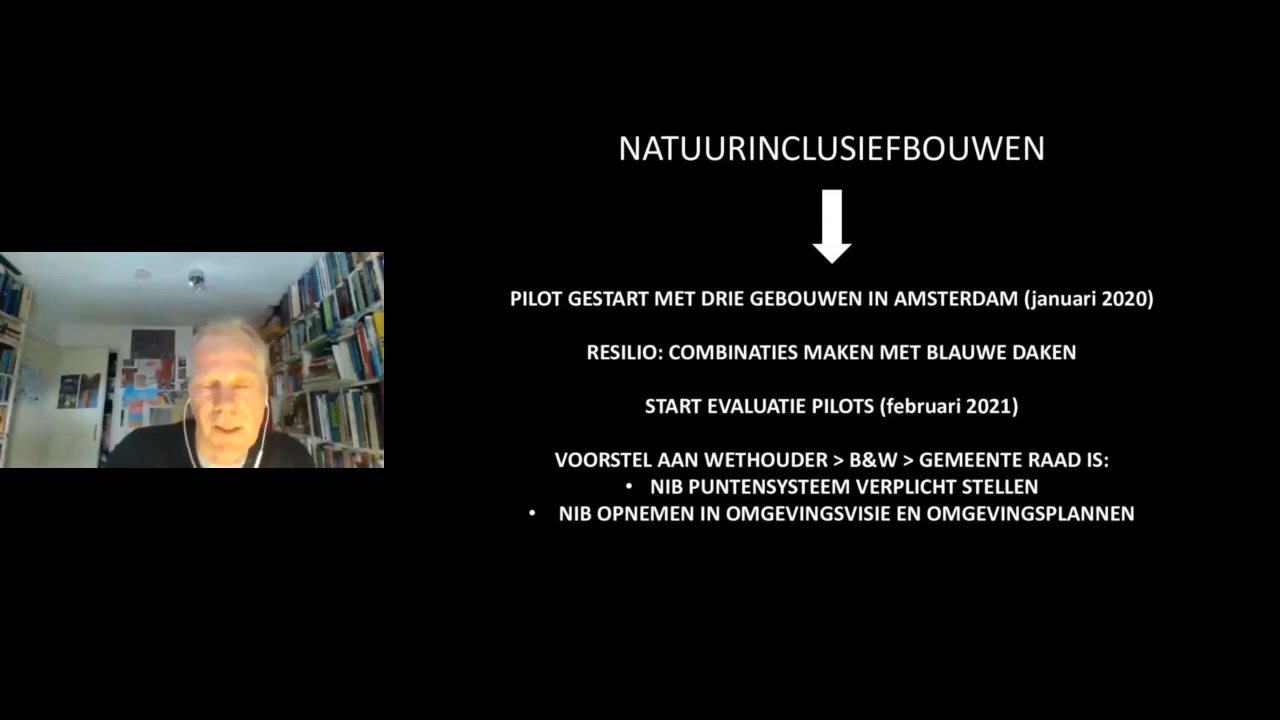 NATUURINCLUSIEFBOUWEN
PILOT GESTART MET DRIE GEBOUWEN IN AMSTERDAM (januari 2020)
RESILIO: COMBINATIES MAKEN MET BLAUWE DAKEN
START EVALUATIE PILOTS (februari 2021)
VOORSTEL AAN WETHOUDER > B&W > GEMEENTE RAAD IS:
• NIB PUNTENSYSTEEM VERPLICHT STELLEN
• NIB OPNEMEN IN OMGEVINGSVISIE EN OMGEVINGSPLANNEN